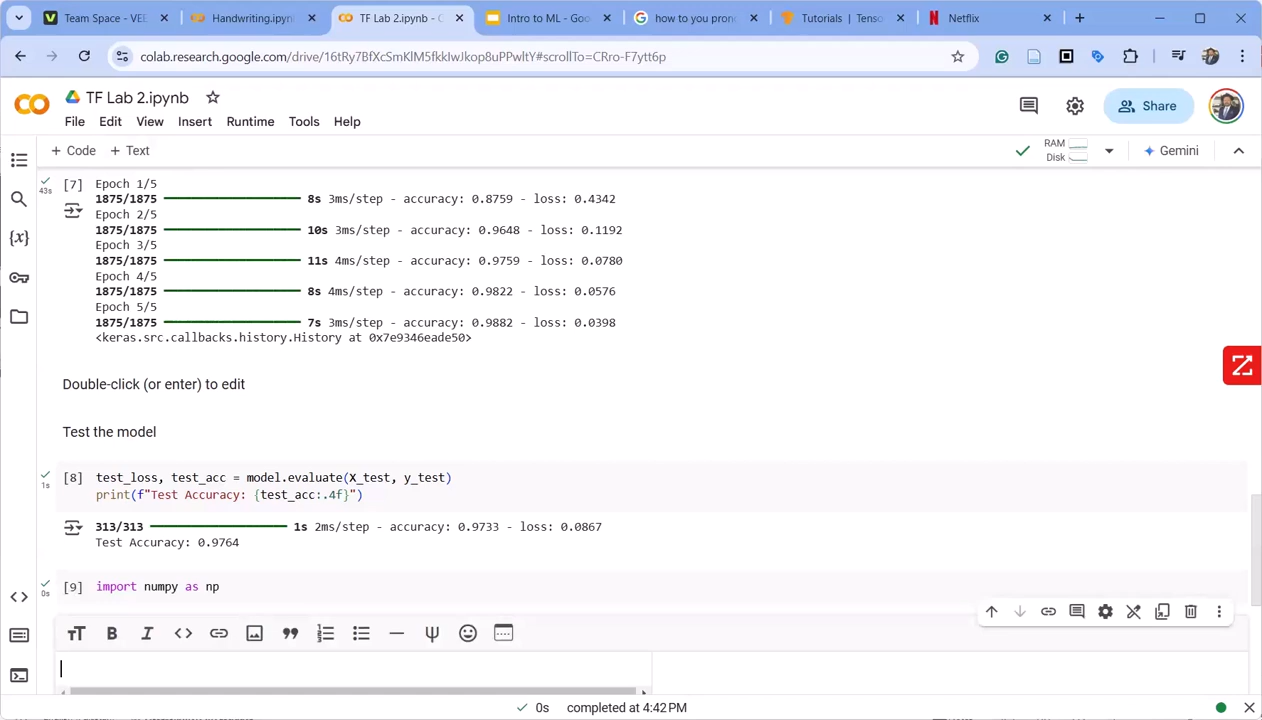 Team Space - VEE
Handwriting.ipynb
TF Lab 2.ipynb - C
Intro to ML - Goo
how to you pron
Tutorials | Tenso
Netflix
colab.research.google.com/drive/16tRy7BfXcSmKlM5fkkIwJkop8uPPwltY#scrollTo=CRro-F7ytt6p
TF Lab 2.ipynb
Share
File Edit View Insert Runtime Tools Help
+ Code + Text
RAM
Disk
Gemini
43s
[7] Epoch 1/5
1875/1875 8s 3ms/step - accuracy: 0.8759 - loss: 0.4342
Epoch 2/5
1875/1875 10s 3ms/step - accuracy: 0.9648 - loss: 0.1192
Epoch 3/5
1875/1875 11s 4ms/step - accuracy: 0.9759 - loss: 0.0780
Epoch 4/5
1875/1875 8s 4ms/step - accuracy: 0.9822 - loss: 0.0576
Epoch 5/5
1875/1875 7s 3ms/step - accuracy: 0.9882 - loss: 0.0398
<keras.src.callbacks.history.History at 0x7e9346eade50>
Double-click (or enter) to edit
Test the model
1s
[8] test_loss, test_acc = model.evaluate(X_test, y_test)
print(f"Test Accuracy: {test_acc:.4f}")
313/313 1s 2ms/step - accuracy: 0.9733 - loss: 0.0867
Test Accuracy: 0.9764
0s
[9] import numpy as np
0s completed at 4:42 PM